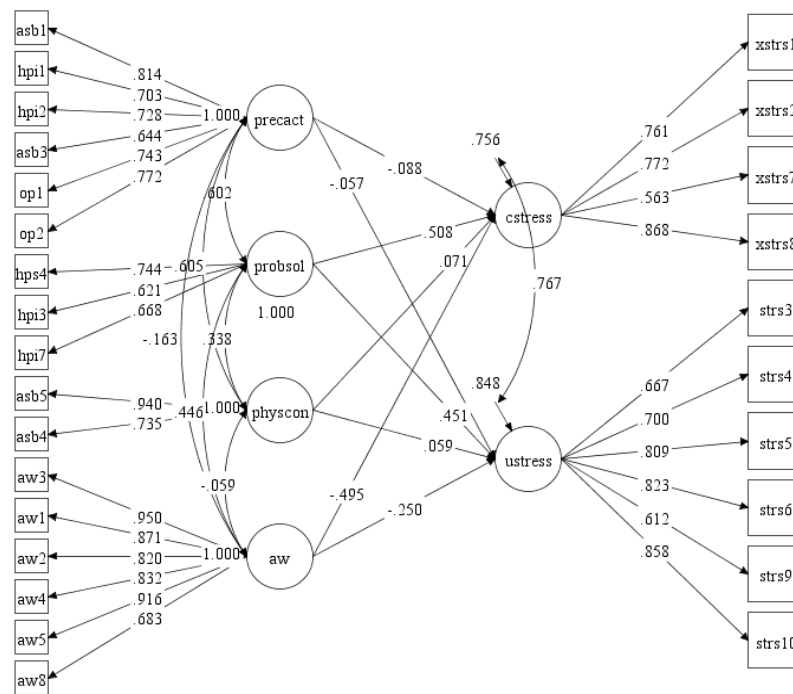 asb1
hpi1
hpi2
asb3
op1
op2
hps4
hpi3
hpi7
asb5
asb4
aw3
aw1
aw2
aw4
aw5
aw8
.814
.703
.728
.644
.743
.772
.744
.621
.668
.940
.735
.950
.871
.820
.832
.916
.683
1.000
precact
.602
.605
probsol
1.000
-.163
.338
1.000
physcon
.446
-.059
1.000
aw
-.088
-.057
.508
.071
.451
.059
-.495
-.250
.756
cstress
.767
.848
ustress
.761
.772
.563
.868
.667
.700
.809
.823
.612
.858
xstrs1
xstrs2
xstrs7
xstrs8
strs3
strs4
strs5
strs6
strs9
strs10